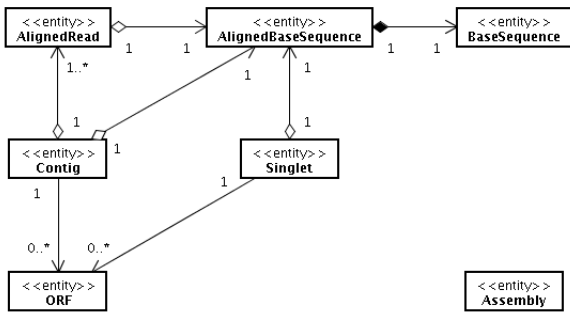 < <entity> >
AlignedRead
< <entity> >
AlignedBaseSequence
< <entity> >
BaseSequence
1
1
1
1
1..*
1
1
1
1
1
< <entity> >
Contig
< <entity> >
Singlet
1
1
0..*
0..*
< <entity> >
ORF
< <entity> >
Assembly